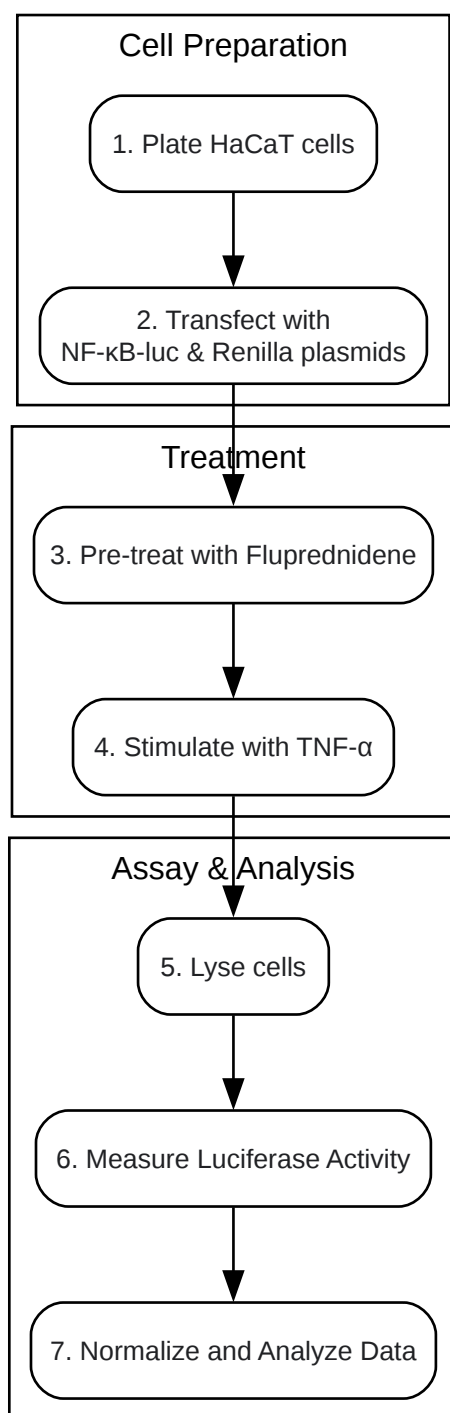 Cell Preparation
1. Plate HaCaT cells
2. Transfect with
NF-κB-luc & Renilla plasmids
Treatment
3. Pre-treat with Fluprednidene
4. Stimulate with TNF-α
Assay & Analysis
5. Lyse cells
6. Measure Luciferase Activity
7. Normalize and Analyze Data